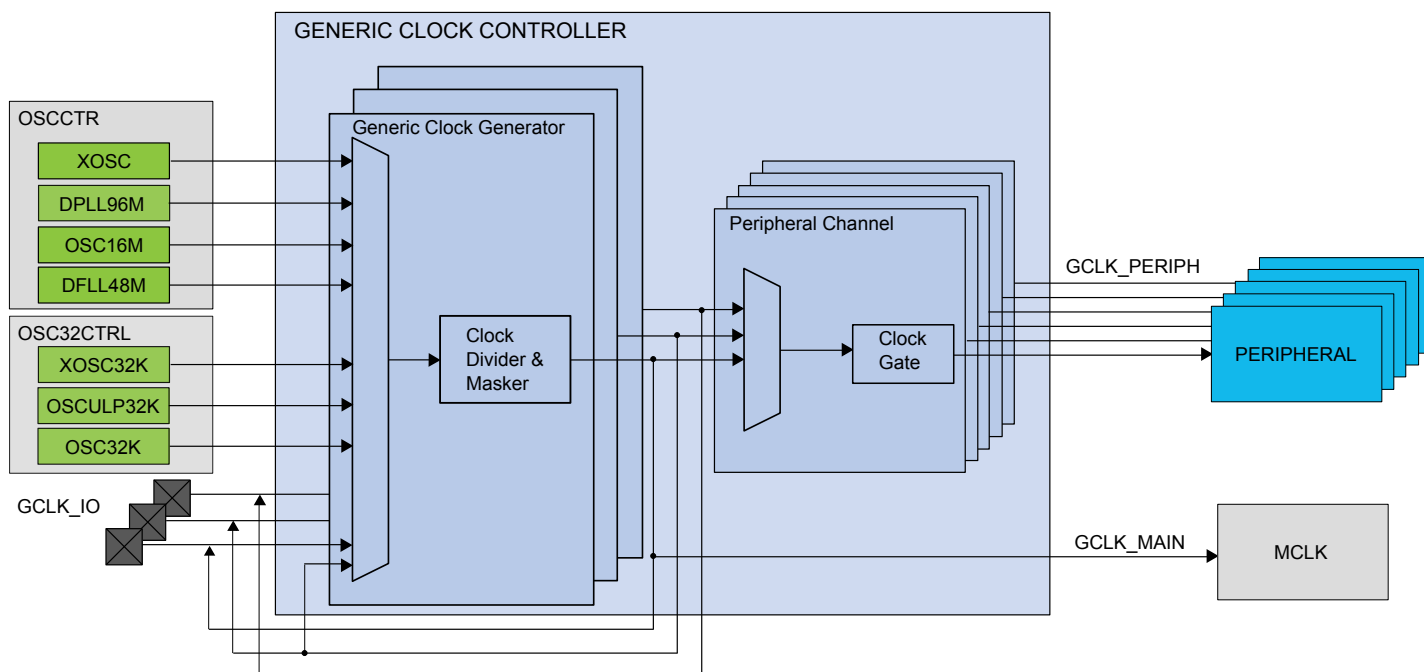 GENERIC CLOCK CONTROLLER
OSCCTR
XOSC
DPLL96M
OSC16M
DFLL48M
OSC32CTRL
XOSC32K
OSCULP32K
OSC32K
GCLK_IO
Generic Clock Generator
Clock
Divider &
Masker
Peripheral Channel
Clock
Gate
GCLK_PERIPH
PERIPHERAL
GCLK_MAIN
MCLK